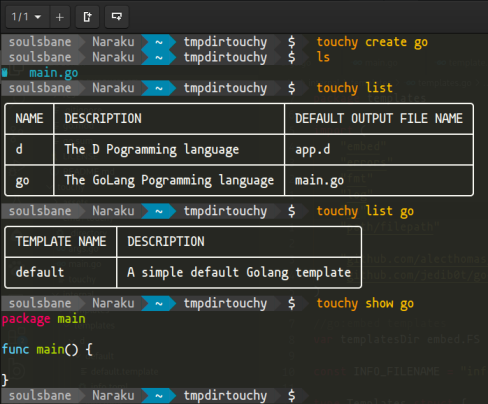 1/1
soulsbane Naraku ~ tmpdirtouchy $ touchy create go
soulsbane Naraku ~ tmpdirtouchy $ ls
main.go
soulsbane Naraku ~ tmpdirtouchy $ touchy list
NAME DESCRIPTION DEFAULT OUTPUT FILE NAME
d The D Pogramming language app.d
go The GoLang Pogramming language main.go
soulsbane Naraku ~ tmpdirtouchy $ touchy list go
TEMPLATE NAME DESCRIPTION
default A simple default Golang template
soulsbane Naraku ~ tmpdirtouchy $ touchy show go
package main
func main() {
}
soulsbane Naraku ~ tmpdirtouchy $